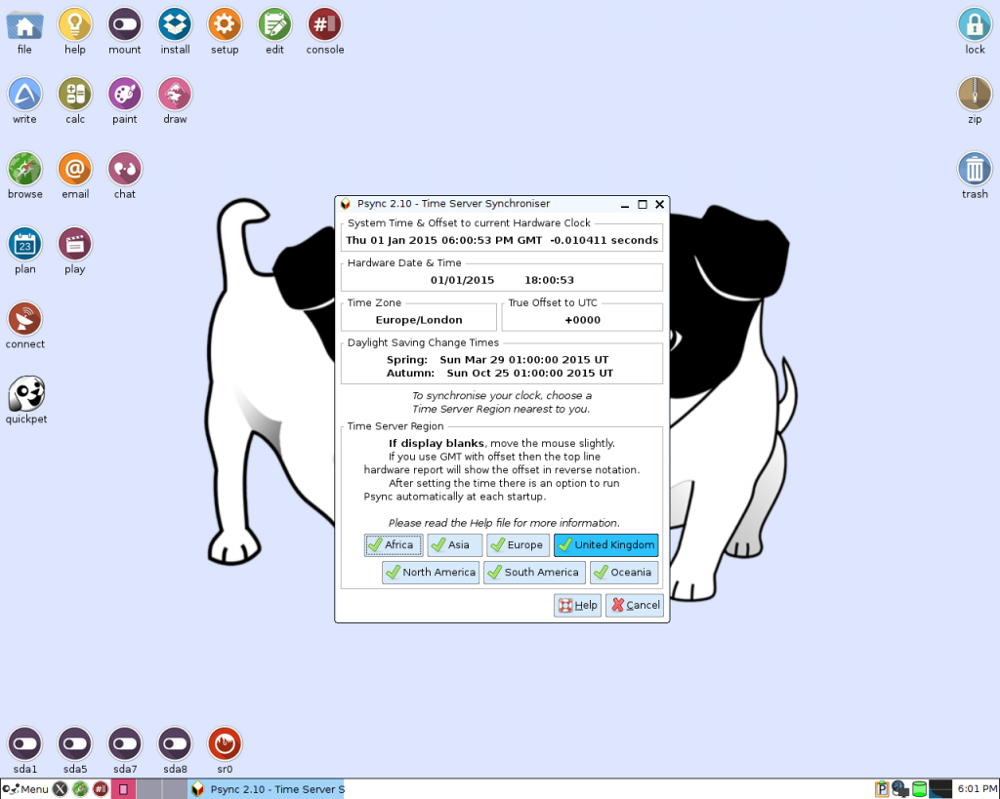 file help mount install setup edit console lock
write calc paint draw zip
browse email chat trash
plan play
23
connect
quickpet
Psync 2.10 - Time Server Synchroniser
System Time & Offset to current Hardware Clock
Thu 01 Jan 2015 06:00:53 PM GMT -0.010411 seconds
Hardware Date & Time
01/01/2015 18:00:53
Time Zone
Europe/London
True Offset to UTC
+0000
Daylight Saving Change Times
Spring: Sun Mar 29 01:00:00 2015 UT
Autumn: Sun Oct 25 01:00:00 2015 UT
To synchronise your clock, choose a
Time Server Region nearest to you.
Time Server Region
If display blanks, move the mouse slightly.
If you use GMT with offset then the top line
hardware report will show the offset in reverse notation.
After setting the time there is an option to run
Psync automatically at each startup.
Please read the Help file for more information.
Africa Asia Europe United Kingdom
North America South America Oceania
Help Cancel
sda1 sda5 sda7 sda8 sr0
Menu Psync 2.10 - Time Server S 6:01 PM